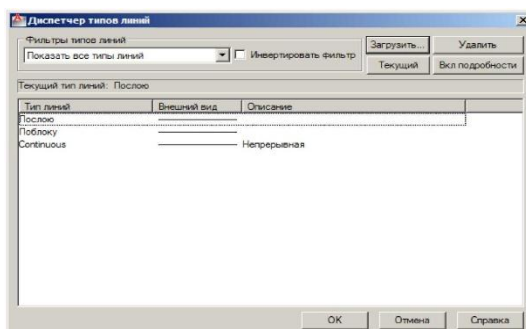 Диспетчер типов линий
Фильтры типов линий
Показать все типы линий
Инвертировать фильтр
Загрузить...
Удалить
Текущий
Вкл подробности
Текущий тип линий: Послою
Тип линий Внешний вид Описание
Послою
Поблоку
Continuous Непрерывная
OK Отмена Справка